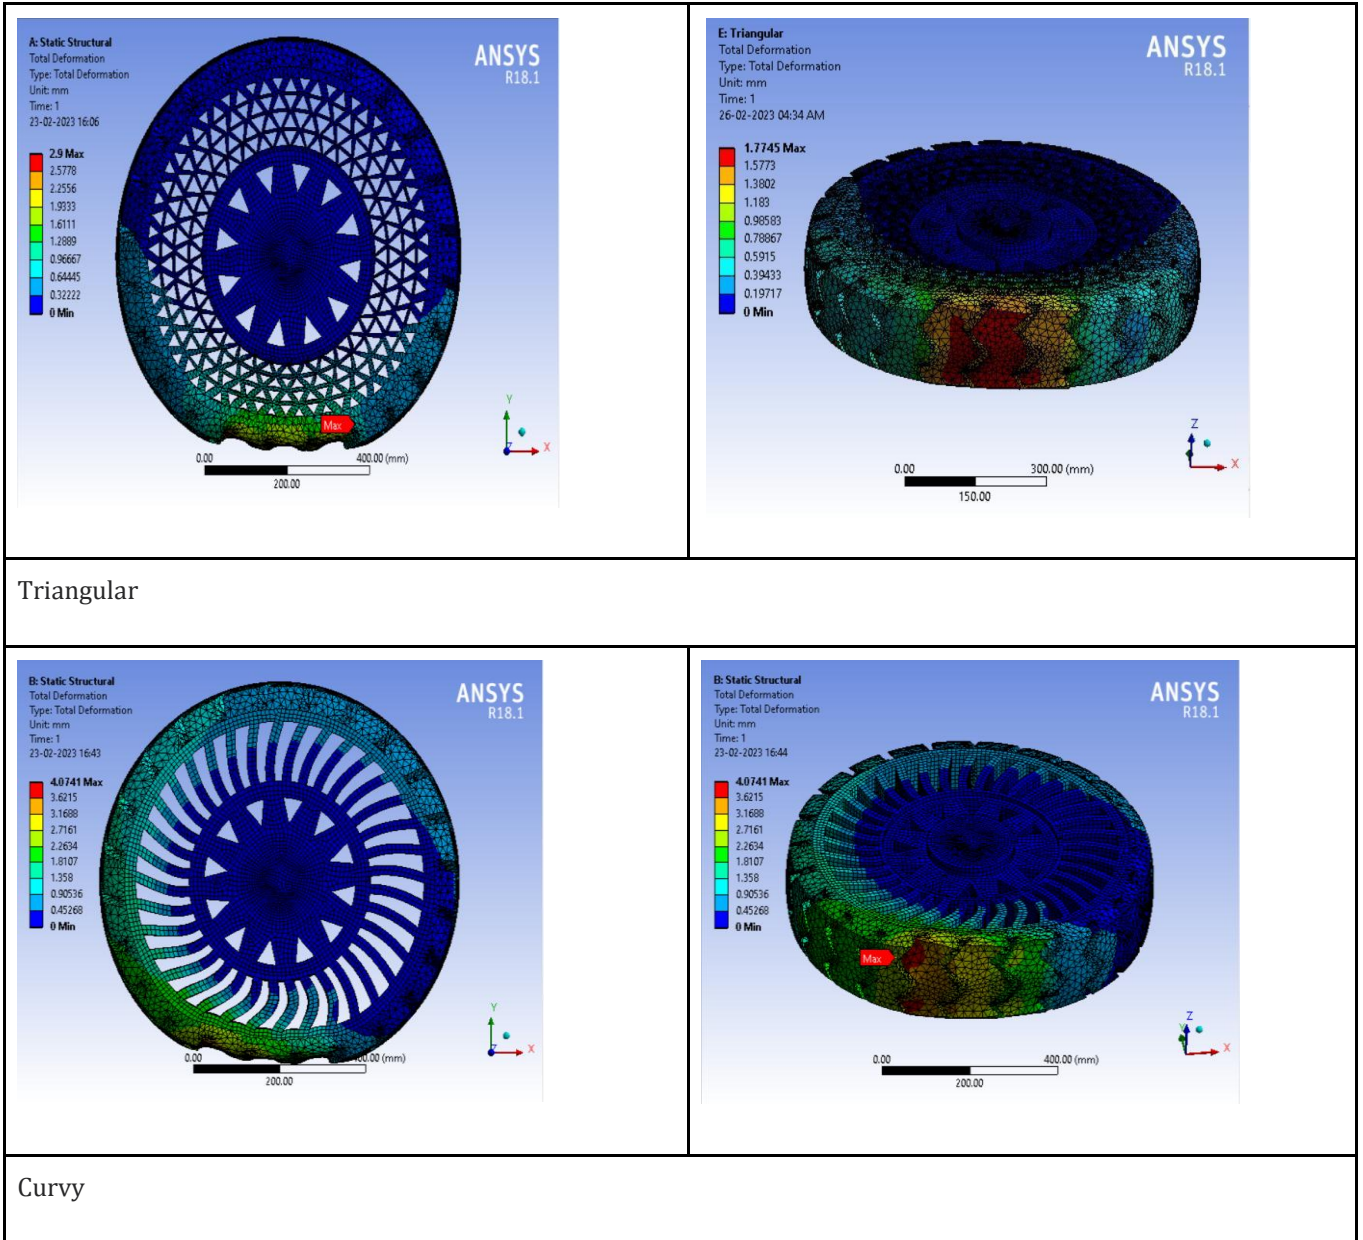 A: Static Structural
Total Deformation
Type: Total Deformation
Unit: mm
Time: 1
23-02-2023 16:06
ANSYS
R18.1
2.9 Max
2.5778
2.2556
1.9333
1.6111
1.2889
0.96667
0.64445
0.32222
0 Min
Max
Y
Z
X
0.00
400.00 (mm)
200.00
E: Triangular
Total Deformation
Type: Total Deformation
Unit: mm
Time: 1
26-02-2023 04:34 AM
ANSYS
R18.1
1.7745 Max
1.5773
1.3802
1.183
0.98583
0.78867
0.5915
0.39433
0.19717
0 Min
Z
X
0.00
300.00 (mm)
150.00
Triangular
B: Static Structural
Total Deformation
Type: Total Deformation
Unit: mm
Time: 1
23-02-2023 16:43
ANSYS
R18.1
4.0741 Max
3.6215
3.1688
2.7161
2.2634
1.8107
1.358
0.90536
0.45268
0 Min
Y
Z
X
0.00
(mm)
200.00
B: Static Structural
Total Deformation
Type: Total Deformation
Unit: mm
Time: 1
23-02-2023 16:44
ANSYS
R18.1
4.0741 Max
3.6215
3.1688
2.7161
2.2634
1.8107
1.358
0.90536
0.45268
0 Min
Max
Z
Y
X
0.00
400.00 (mm)
200.00
Curvy